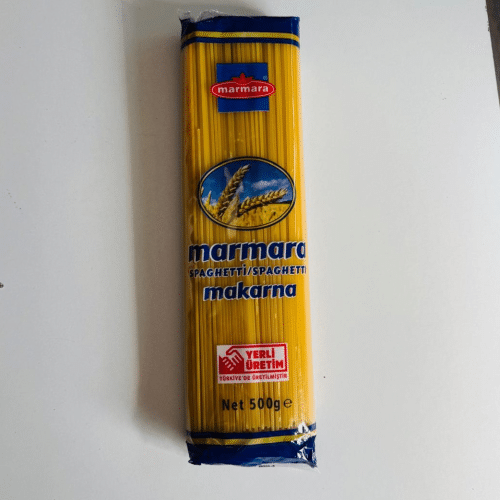 marmara
marmara
SPAGHETTİ/SPAGHETTI
makarna
YERLİ
ÜRETİM
TÜRKİYE'DE ÜRETİLMİŞTİR
Net 500g e